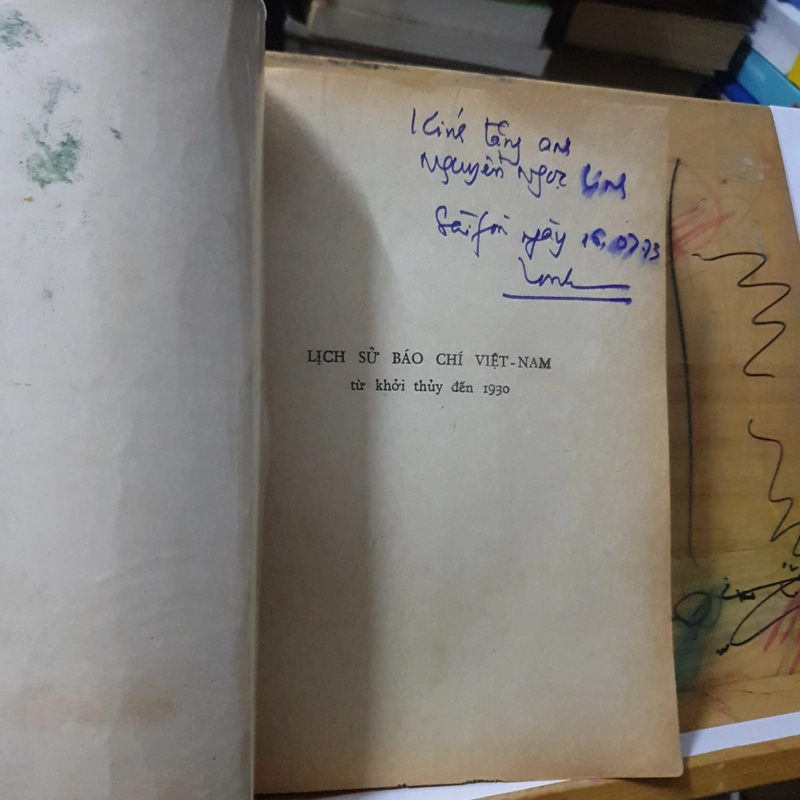 Kính tặng anh
Nguyễn Ngọc Linh
Sàigòn ngày 16.07.73
LỊCH SỬ BÁO CHÍ VIỆT-NAM
từ khởi thủy đến 1930